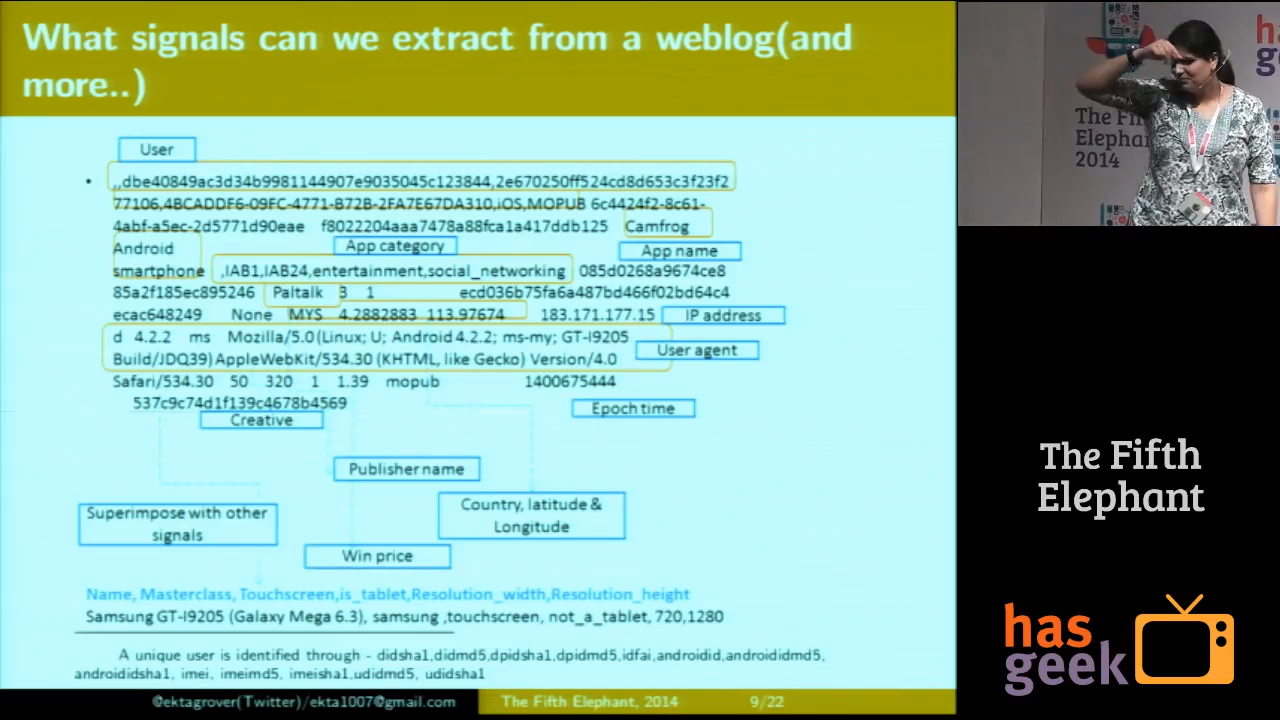 What signals can we extract from a weblog(and
more..)
User
,,dbe40849ac3d34b9981144907e9035045c123844,2e670250ff524cd8d653c3f23f2
77106,4BCADDF6-09FC-4771-B72B-2FA7E67DA310,iOS,MOPUB 6c4424f2-8c61-
4abf-a5ec-2d5771d90eae f8022204aaa7478a88fca1a417ddb125 Camfrog
Android
App category
App name
smartphone ,IAB1,IAB24,entertainment,social_networking 085d0268a9674ce8
85a2f185ec895246 Paltalk 3 1 ecd036b75fa6a487bd466f02bd64c4
ecac648249 None MYS 4.2882883 113.97674 183.171.177.15 IP address
d 4.2.2 ms Mozilla/5.0 (Linux; U; Android 4.2.2; ms-my; GT-I9205
User agent
Build/JDQ39) AppleWebKit/534.30 (KHTML, like Gecko) Version/4.0
Safari/534.30 50 320 1 1.39 mopub 1400675444
537c9c74d1f139c4678b4569
Epoch time
Creative
Publisher name
Country, latitude &
Longitude
Superimpose with other
signals
Win price
Name, Masterclass, Touchscreen,is_tablet,Resolution_width,Resolution_height
Samsung GT-I9205 (Galaxy Mega 6.3), samsung ,touchscreen, not_a_tablet, 720,1280
A unique user is identified through - didsha1,didmd5,dpidsha1,dpidmd5,idfai,androidid,androididmd5,
androididsha1, imei, imeimd5, imeisha1,udidmd5, udidsha1
©ektagrover(Twitter)/ekta1007@gmail.com
The Fifth Elephant, 2014
9/22
The Fi
Elephan
2014
has
ge
The Fifth
Elephant
has
geek